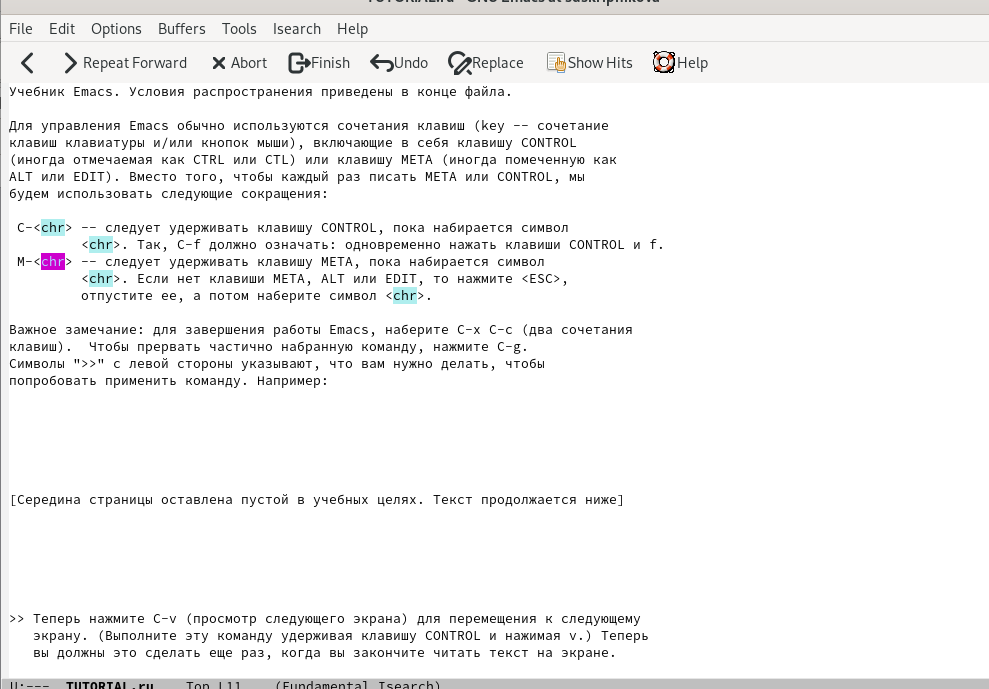 TUTORIAL.ru - GNU Emacs at
File Edit Options Buffers Tools Isearch Help
Repeat Forward Abort Finish Undo Replace Show Hits Help
Учебник Emacs. Условия распространения приведены в конце файла.
Для управления Emacs обычно используются сочетания клавиш (key -- сочетание
клавиш клавиатуры и/или кнопок мыши), включающие в себя клавишу CONTROL
(иногда отмечаемая как CTRL или CTL) или клавишу META (иногда помеченную как
ALT или EDIT). Вместо того, чтобы каждый раз писать META или CONTROL, мы
будем использовать следующие сокращения:
C-<chr> -- следует удерживать клавишу CONTROL, пока набирается символ
<chr>. Так, C-f должно означать: одновременно нажать клавиши CONTROL и f.
M-<chr> -- следует удерживать клавишу META, пока набирается символ
<chr>. Если нет клавиши META, ALT или EDIT, то нажмите <ESC>,
отпустите ее, а потом наберите символ <chr>.
Важное замечание: для завершения работы Emacs, наберите C-x C-c (два сочетания
клавиш).  Чтобы прервать частично набранную команду, нажмите C-g.
Символы ">>" с левой стороны указывают, что вам нужно делать, чтобы
попробовать применить команду. Например:
[Середина страницы оставлена пустой в учебных целях. Текст продолжается ниже]
>> Теперь нажмите C-v (просмотр следующего экрана) для перемещения к следующему
экрану. (Выполните эту команду удерживая клавишу CONTROL и нажимая v.) Теперь
вы должны это сделать еще раз, когда вы закончите читать текст на экране.
U:--- TUTORIAL.ru Top L11 (Fundamental Isearch)